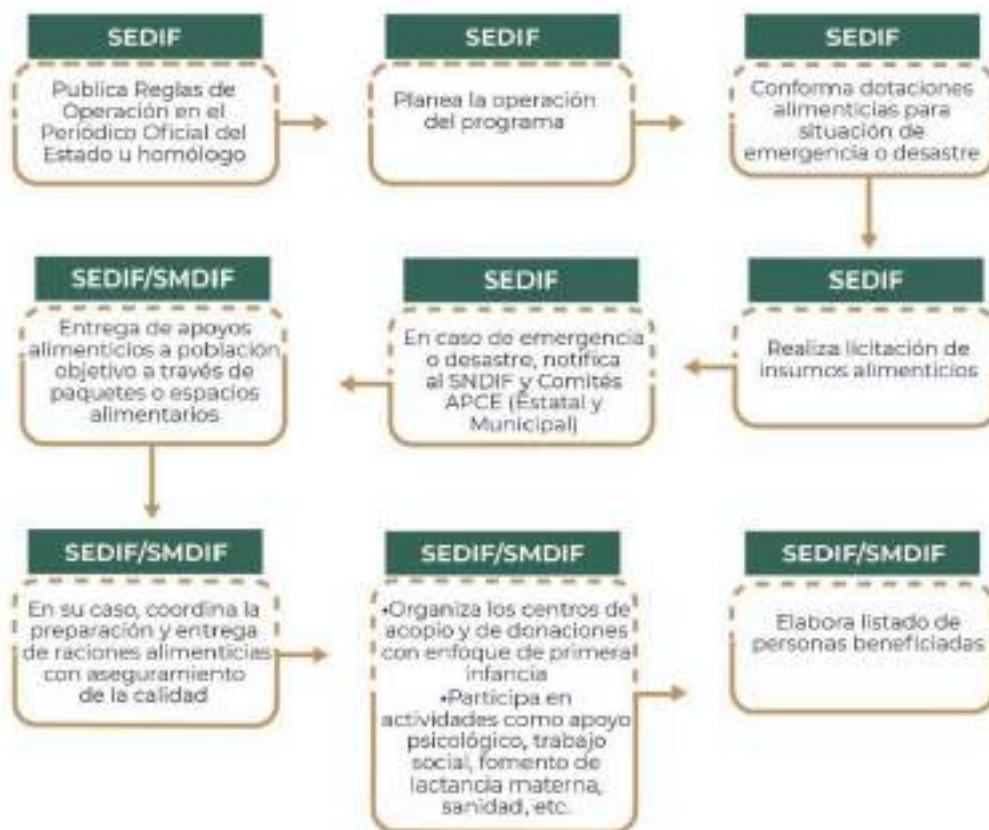 SEDIF
Publica Reglas de
Operación en el
Periódico Oficial del
Estado u homólogo
SEDIF
Planea la operación
del programa
SEDIF
Conforma dotaciones
alimenticias para
situación de
emergencia o desastre
SEDIF
Realiza licitación de
insumos alimenticios
SEDIF
En caso de emergencia
o desastre, notifica
al SNDIF y Comités
APCE (Estatal y
Municipal)
SEDIF/SMDIF
Entrega de apoyos
alimenticios a población
objetivo a través de
paquetes o espacios
alimentarios
SEDIF/SMDIF
En su caso, coordina la
preparación y entrega
de raciones alimenticias
con aseguramiento
de la calidad
SEDIF/SMDIF
•Organiza los centros de
acopio y de donaciones
con enfoque de primera
infancia
•Participa en
actividades como apoyo
psicológico, trabajo
social, fomento de
lactancia materna,
sanidad, etc.
SEDIF/SMDIF
Elabora listado de
personas beneficiadas